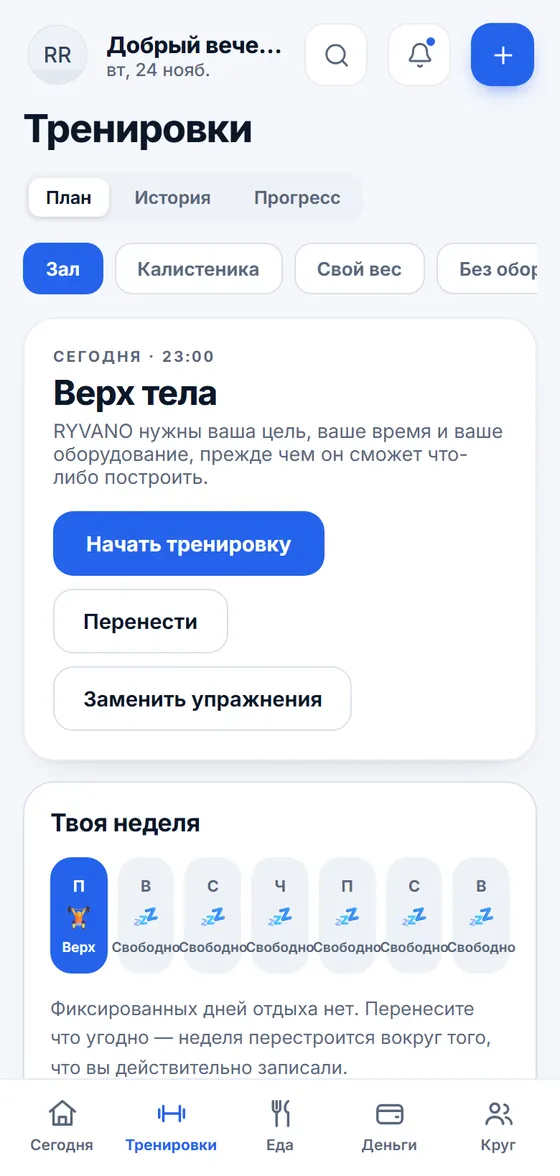 RR
Добрый вече...
вт, 24 нояб.
Тренировки
План
История
Прогресс
Зал
Калистеника
Свой вес
Без обор
СЕГОДНЯ · 23:00
Верх тела
RYVANO нужны ваша цель, ваше время и ваше
оборудование, прежде чем он сможет что-
либо построить.
Начать тренировку
Перенести
Заменить упражнения
Твоя неделя
П В С Ч П С В
Верх Свободно Свободно Свободно Свободно Свободно Свободно
Фиксированных дней отдыха нет. Перенесите
что угодно — неделя перестроится вокруг того,
что вы действительно записали.
Сегодня Тренировки Еда Деньги Круг